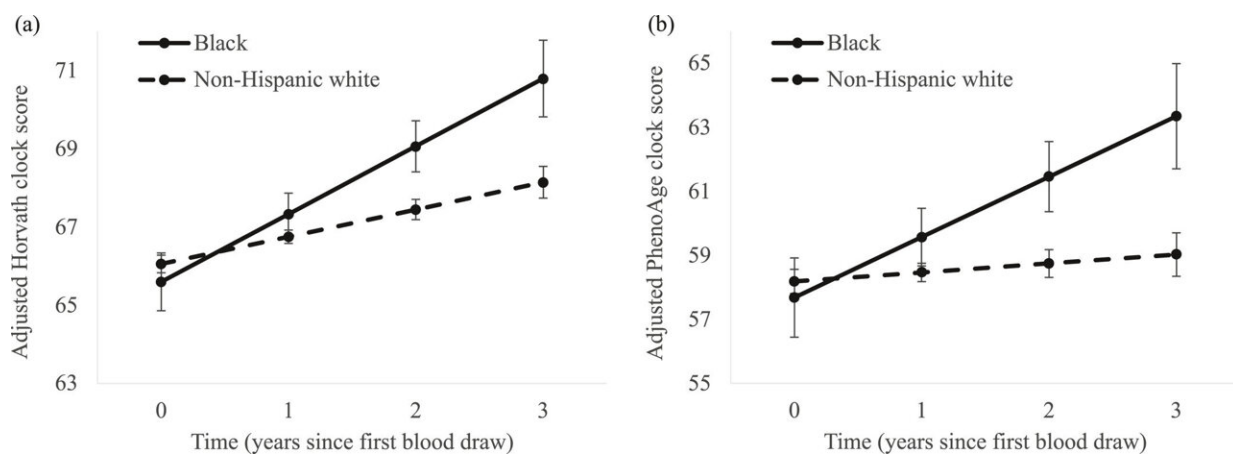 (a)
Black
Non-Hispanic white
Adjusted Horvath clock score
71
69
67
65
63
0 1 2 3
Time (years since first blood draw)
(b)
Black
Non-Hispanic white
Adjusted PhenoAge clock score
65
63
61
59
57
55
0 1 2 3
Time (years since first blood draw)